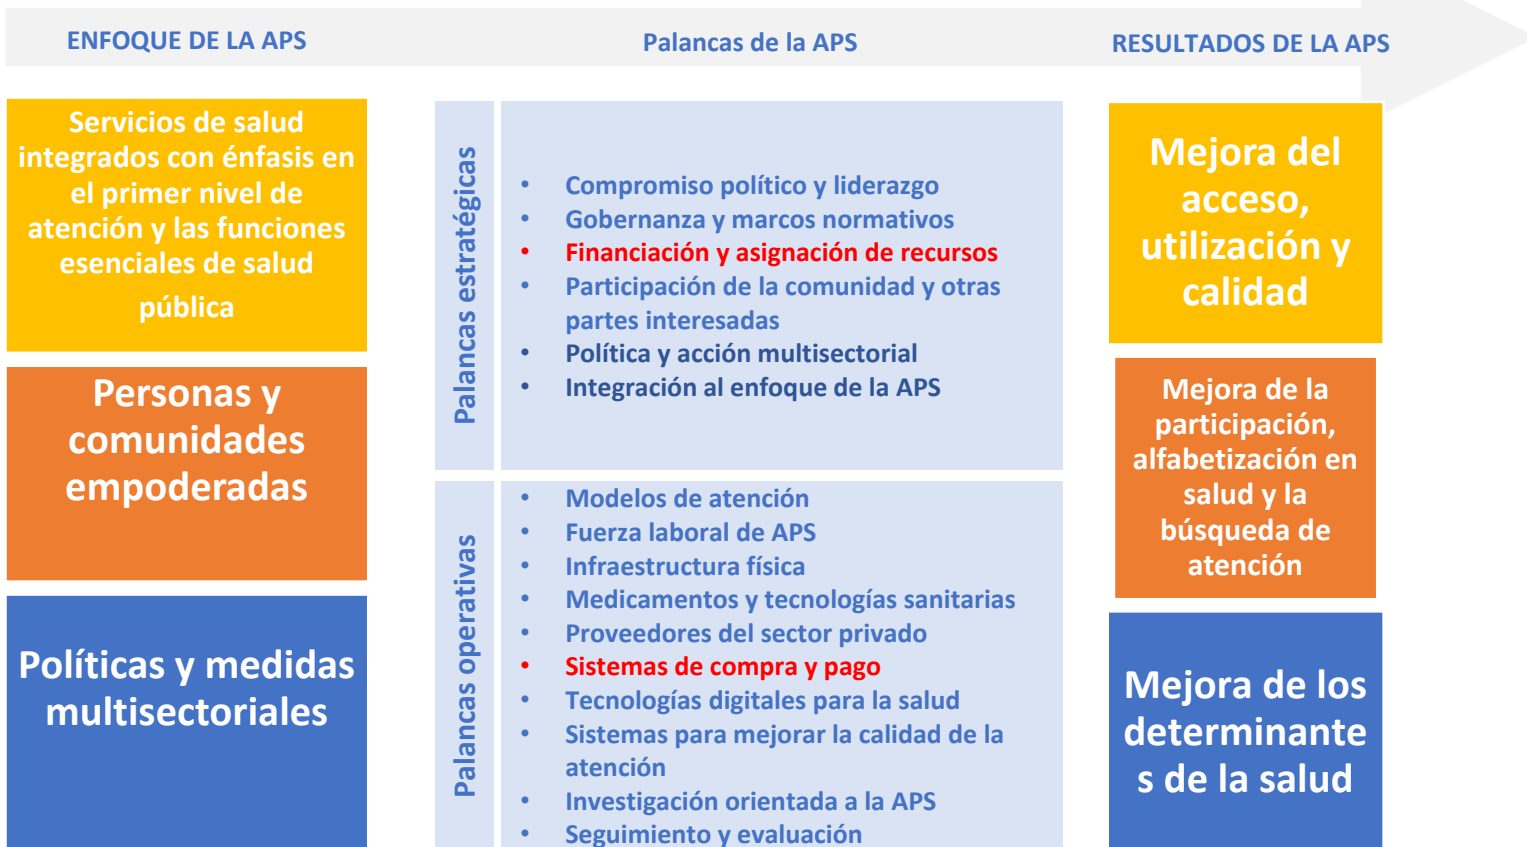 ENFOQUE DE LA APS
Palancas de la APS
RESULTADOS DE LA APS
Servicios de salud
integrados con énfasis en
el primer nivel de
atención y las funciones
esenciales de salud
pública
Personas y
comunidades
empoderadas
Políticas y medidas
multisectoriales
Palancas estratégicas
• Compromiso político y liderazgo
• Gobernanza y marcos normativos
• Financiación y asignación de recursos
• Participación de la comunidad y otras
partes interesadas
• Política y acción multisectorial
• Integración al enfoque de la APS
Palancas operativas
• Modelos de atención
• Fuerza laboral de APS
• Infraestructura física
• Medicamentos y tecnologías sanitarias
• Proveedores del sector privado
• Sistemas de compra y pago
• Tecnologías digitales para la salud
• Sistemas para mejorar la calidad de la
atención
• Investigación orientada a la APS
• Seguimiento y evaluación
Mejora del
acceso,
utilización y
calidad
Mejora de la
participación,
alfabetización en
salud y la
búsqueda de
atención
Mejora de los
determinante
s de la salud